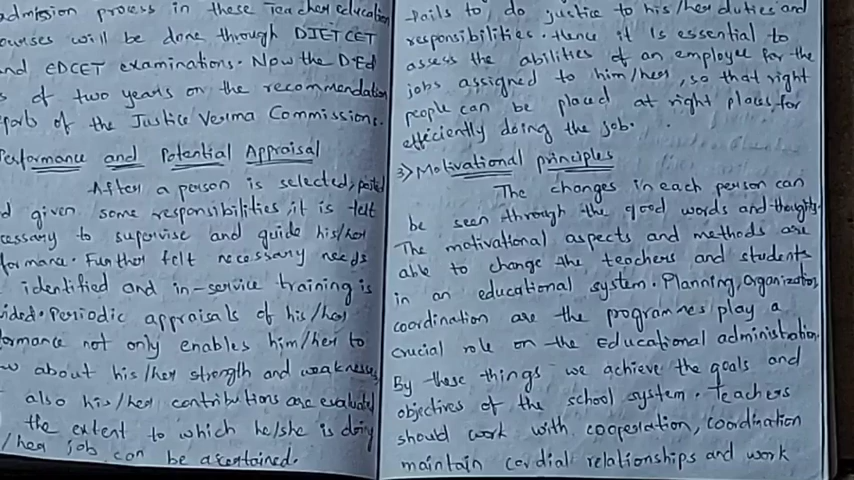 admission process in these Teacher education
ourses will be done through DIETCET
and EDCET examinations. Now the D.Ed
s of two years on the recommendation
port of the Justice Verma Commissions.
Performance and Potential Appraisal
After a person is selected, posted
d given some responsibilities, it is felt
cessary to supervise and guide his/her
formance. Further felt necessary needs
identified and in-service training is
ided. Periodic appraisals of his/her
ormance not only enables him/her to
w about his/her strength and weaknesses
also his/her contributions are evaluated
the extent to which he/she is doing
/her job can be ascertained.
fails to do justice to his/her duties and
responsibilities. Hence it is essential to
assess the abilities of an employee for the
jobs assigned to him/her, so that right
people can be placed at right places for
efficiently doing the job.
3) Motivational principles
The changes in each person can
be seen through the good words and thoughts.
The motivational aspects and methods are
able to change the teachers and students
in an educational system. Planning, organization,
coordination are the programmes play a
crucial role on the Educational administration.
By these things we achieve the goals and
objectives of the school system. Teachers
should work with cooperation, coordination
maintain cordial relationships and work